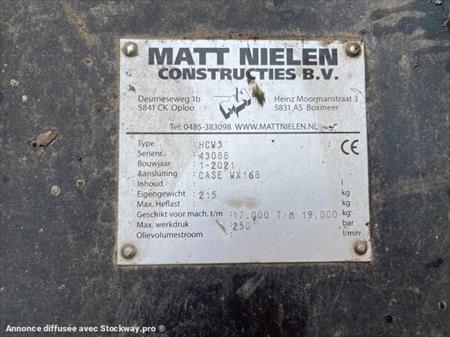 MATT NIELEN
CONSTRUCTIES B.V.
Deurneseweg 1b Heinz Moormanstraat 3
5841 CK Oploo 5831 AS Boxmeer
Tel: 0485-383098 WWW.MATTNIELEN.NL
Type : HCW3
Serienr. : 43088
Bouwjaar : 1-2021
Aansluiting : CASE WX168
Inhoud : l
Eigengewicht : 215 kg
Max. Heflast : kg
Geschikt voor mach. t/m : 17.000 T/M 19.000 kg
Max. werkdruk : 250 bar
Olievolumestroom : l/min.
CE
Annonce diffusée avec Stockway.pro ®